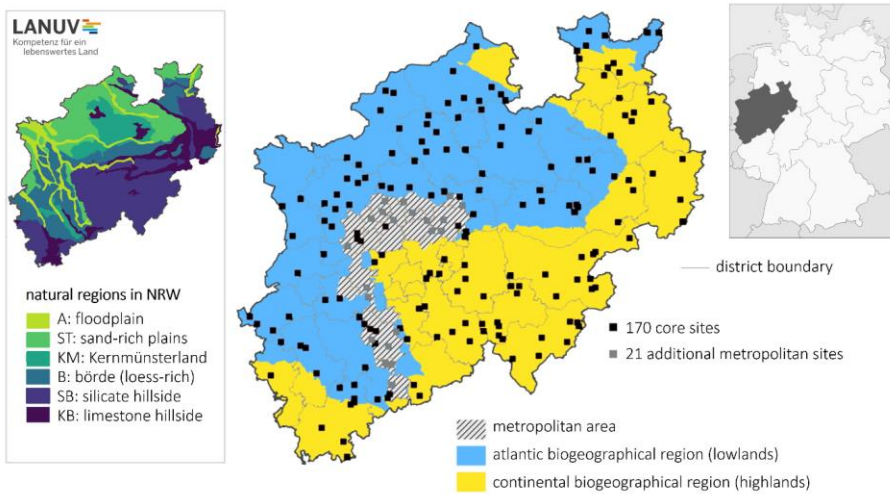 LANUV
Kompetenz für ein
lebenswertes Land
natural regions in NRW
A: floodplain
ST: sand-rich plains
KM: Kernmünsterland
B: börde (loess-rich)
SB: silicate hillside
KB: limestone hillside
district boundary
170 core sites
21 additional metropolitan sites
metropolitan area
atlantic biogeographical region (lowlands)
continental biogeographical region (highlands)